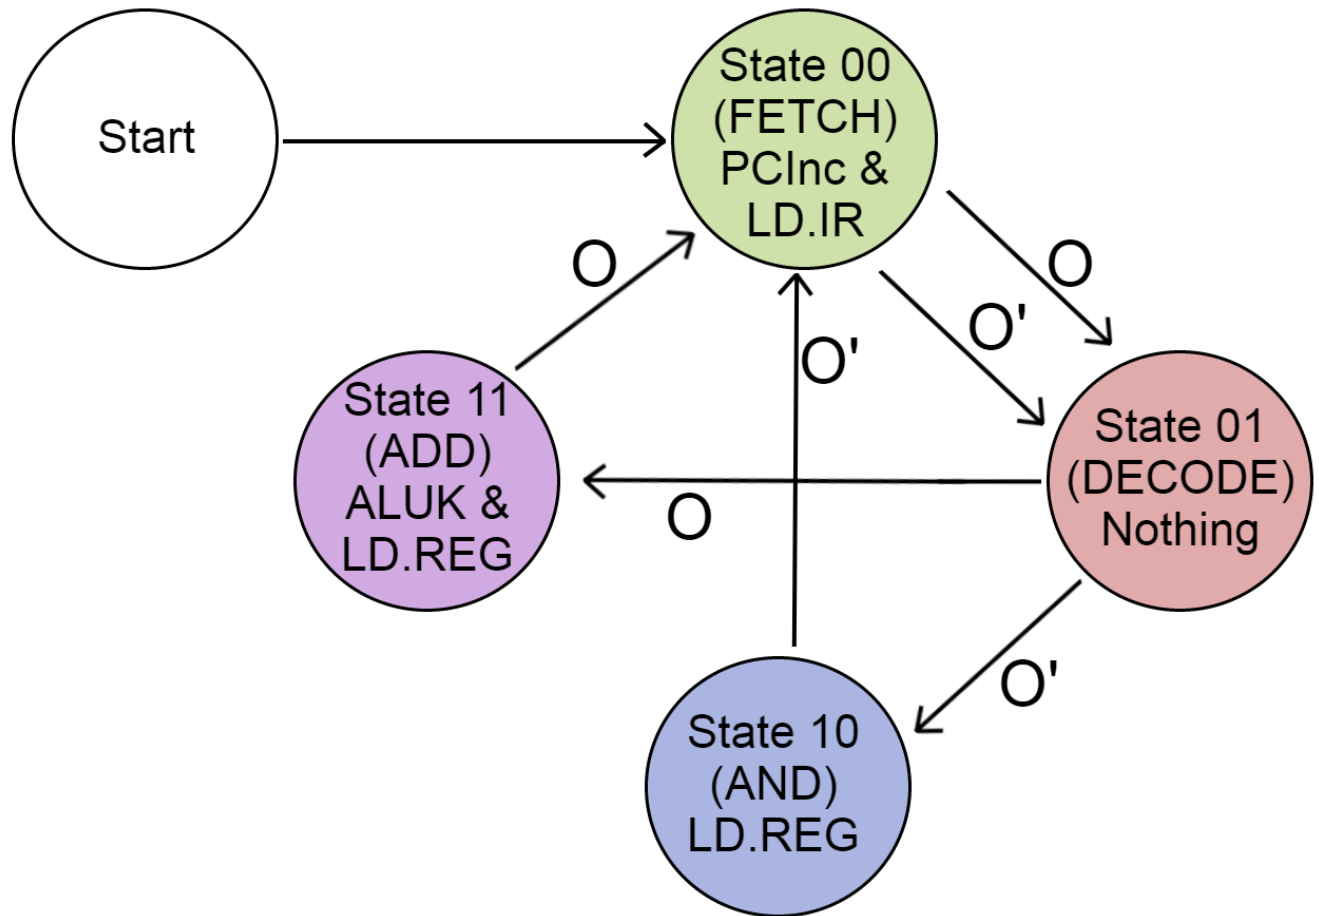 Start
State 00
(FETCH)
PCInc &
LD.IR
O
O
O'
O'
State 11
(ADD)
ALUK &
LD.REG
State 01
(DECODE)
Nothing
O
O'
State 10
(AND)
LD.REG